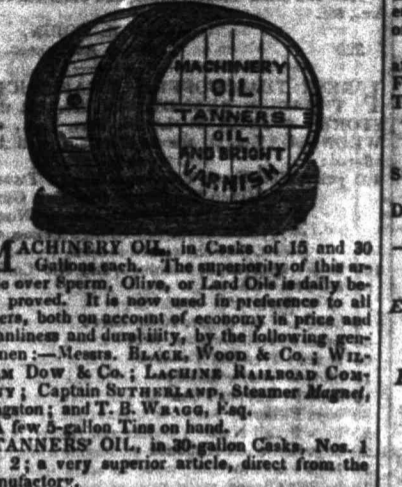 MACHINERY
OIL
TANNERS
OIL
AND BRIGHT
VARNISH
MACHINERY OIL, in Casks of 15 and 30
Gallons each. The superiority of this ar-
e over Sperm, Olive, or Lard Oils is daily be-
proved. It is now used in preference to all
ers, both on account of economy in price and
anliness and durability, by the following gen-
men:—Messrs. BLACK, WOOD & Co.; WIL-
M DOW & Co.; LACHINE RAILROAD COM-
NY; Captain SUTHERLAND, Steamer Magnet,
ngston; and T. B. WRAGG, Esq.
A few 5-gallon Tins on hand.
TANNERS' OIL, in 30-gallon Casks, Nos. 1
2; a very superior article, direct from the
nufactory.